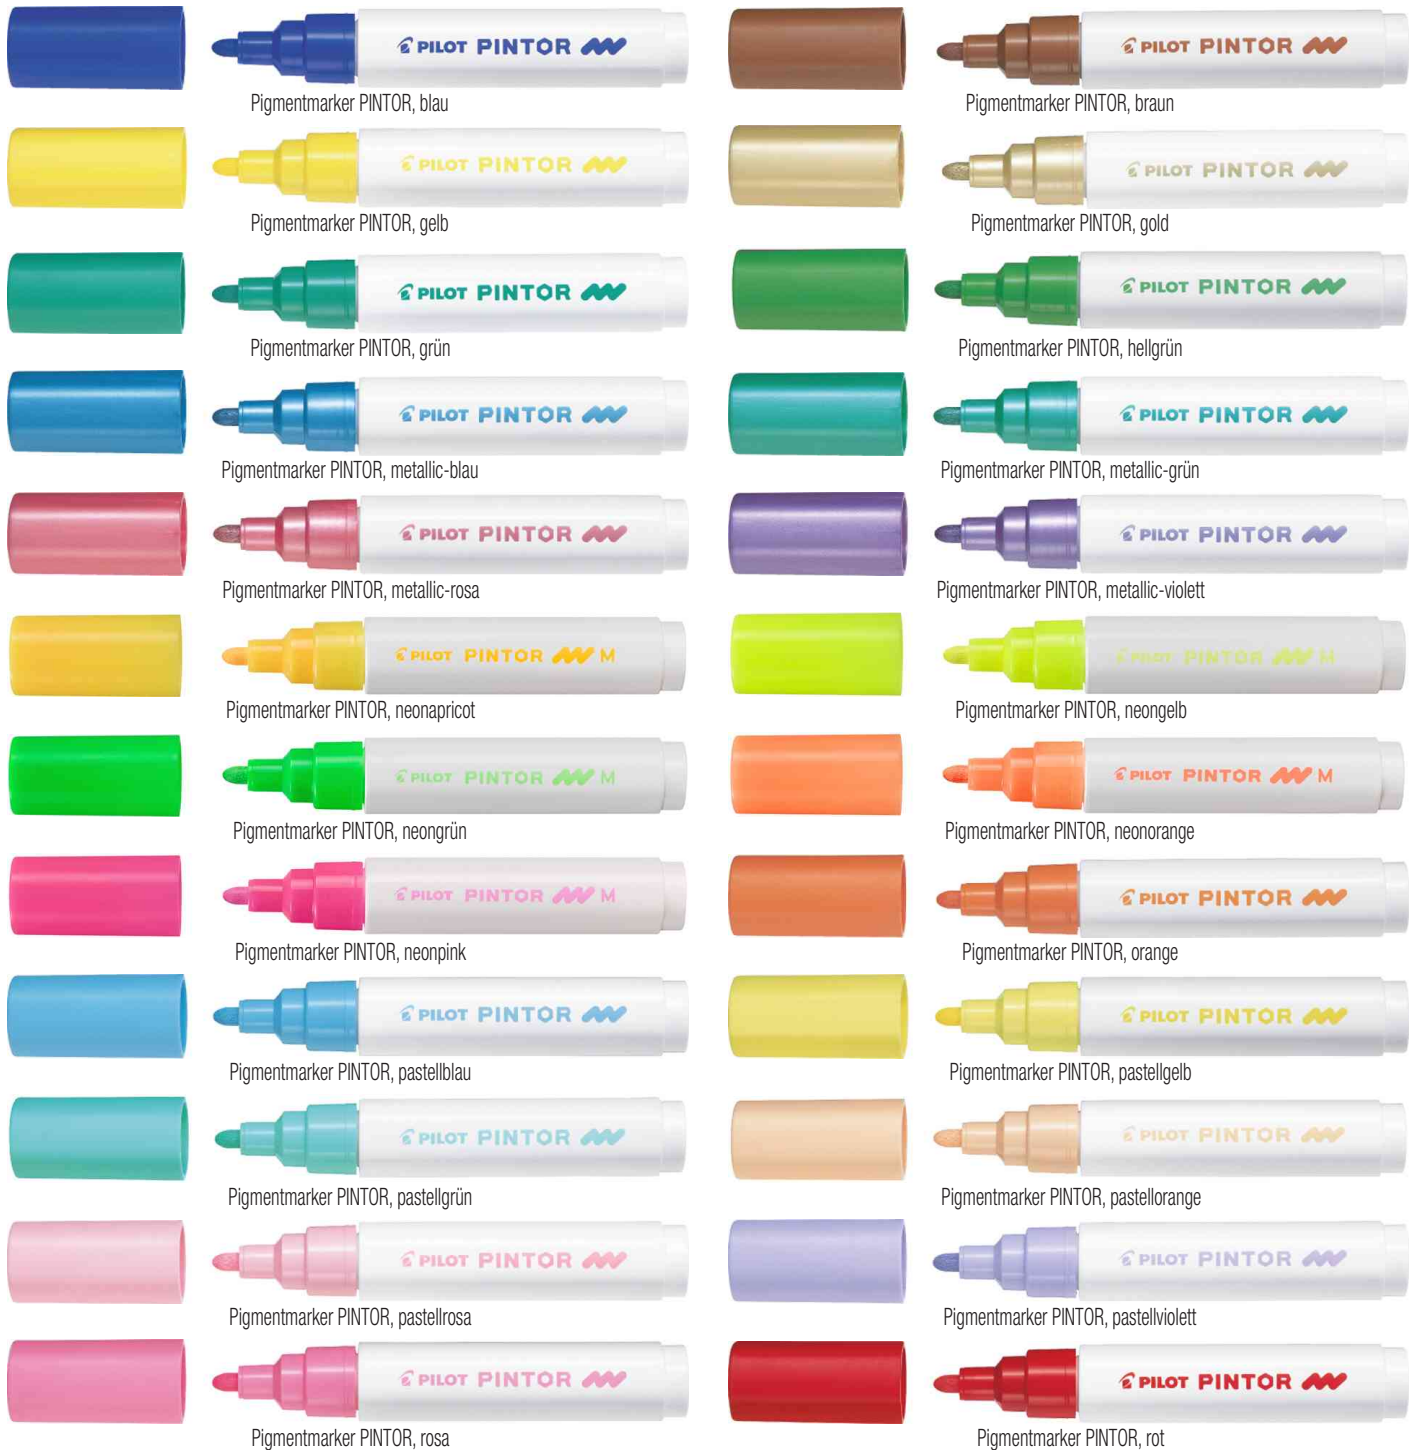 PILOT PINTOR
PILOT PINTOR
Pigmentmarker PINTOR, blau
Pigmentmarker PINTOR, braun
PILOT PINTOR
PILOT PINTOR
Pigmentmarker PINTOR, gelb
Pigmentmarker PINTOR, gold
PILOT PINTOR
PILOT PINTOR
Pigmentmarker PINTOR, grün
Pigmentmarker PINTOR, hellgrün
PILOT PINTOR
PILOT PINTOR
Pigmentmarker PINTOR, metallic-blau
Pigmentmarker PINTOR, metallic-grün
PILOT PINTOR
PILOT PINTOR
Pigmentmarker PINTOR, metallic-rosa
Pigmentmarker PINTOR, metallic-violett
PILOT PINTOR M
PILOT PINTOR M
Pigmentmarker PINTOR, neonapricot
Pigmentmarker PINTOR, neongelb
PILOT PINTOR M
PILOT PINTOR M
Pigmentmarker PINTOR, neongrün
Pigmentmarker PINTOR, neonorange
PILOT PINTOR M
PILOT PINTOR
Pigmentmarker PINTOR, neonpink
Pigmentmarker PINTOR, orange
PILOT PINTOR
PILOT PINTOR
Pigmentmarker PINTOR, pastellblau
Pigmentmarker PINTOR, pastellgelb
PILOT PINTOR
PILOT PINTOR
Pigmentmarker PINTOR, pastellgrün
Pigmentmarker PINTOR, pastellorange
PILOT PINTOR
PILOT PINTOR
Pigmentmarker PINTOR, pastellrosa
Pigmentmarker PINTOR, pastellviolett
PILOT PINTOR
PILOT PINTOR
Pigmentmarker PINTOR, rosa
Pigmentmarker PINTOR, rot